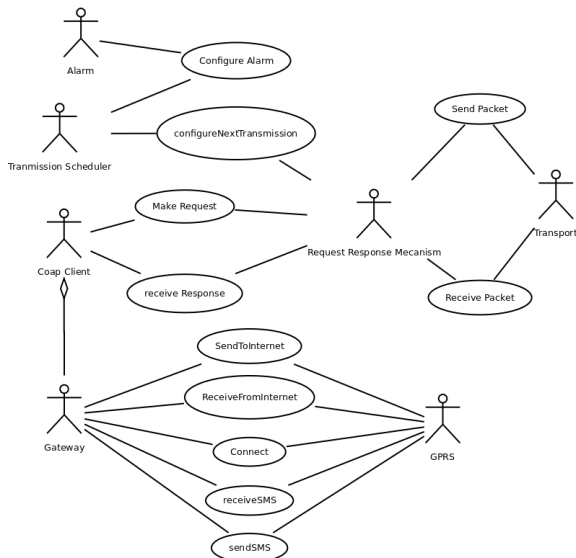 Alarm
Configure Alarm
Tranmission Scheduler
configureNextTtransmission
Send Packet
Make Request
Request Response Mecanism
Transport
Coap Client
receive Response
Receive Packet
SendToInternet
ReceiveFromInternet
Gateway
Connect
GPRS
receiveSMS
sendSMS